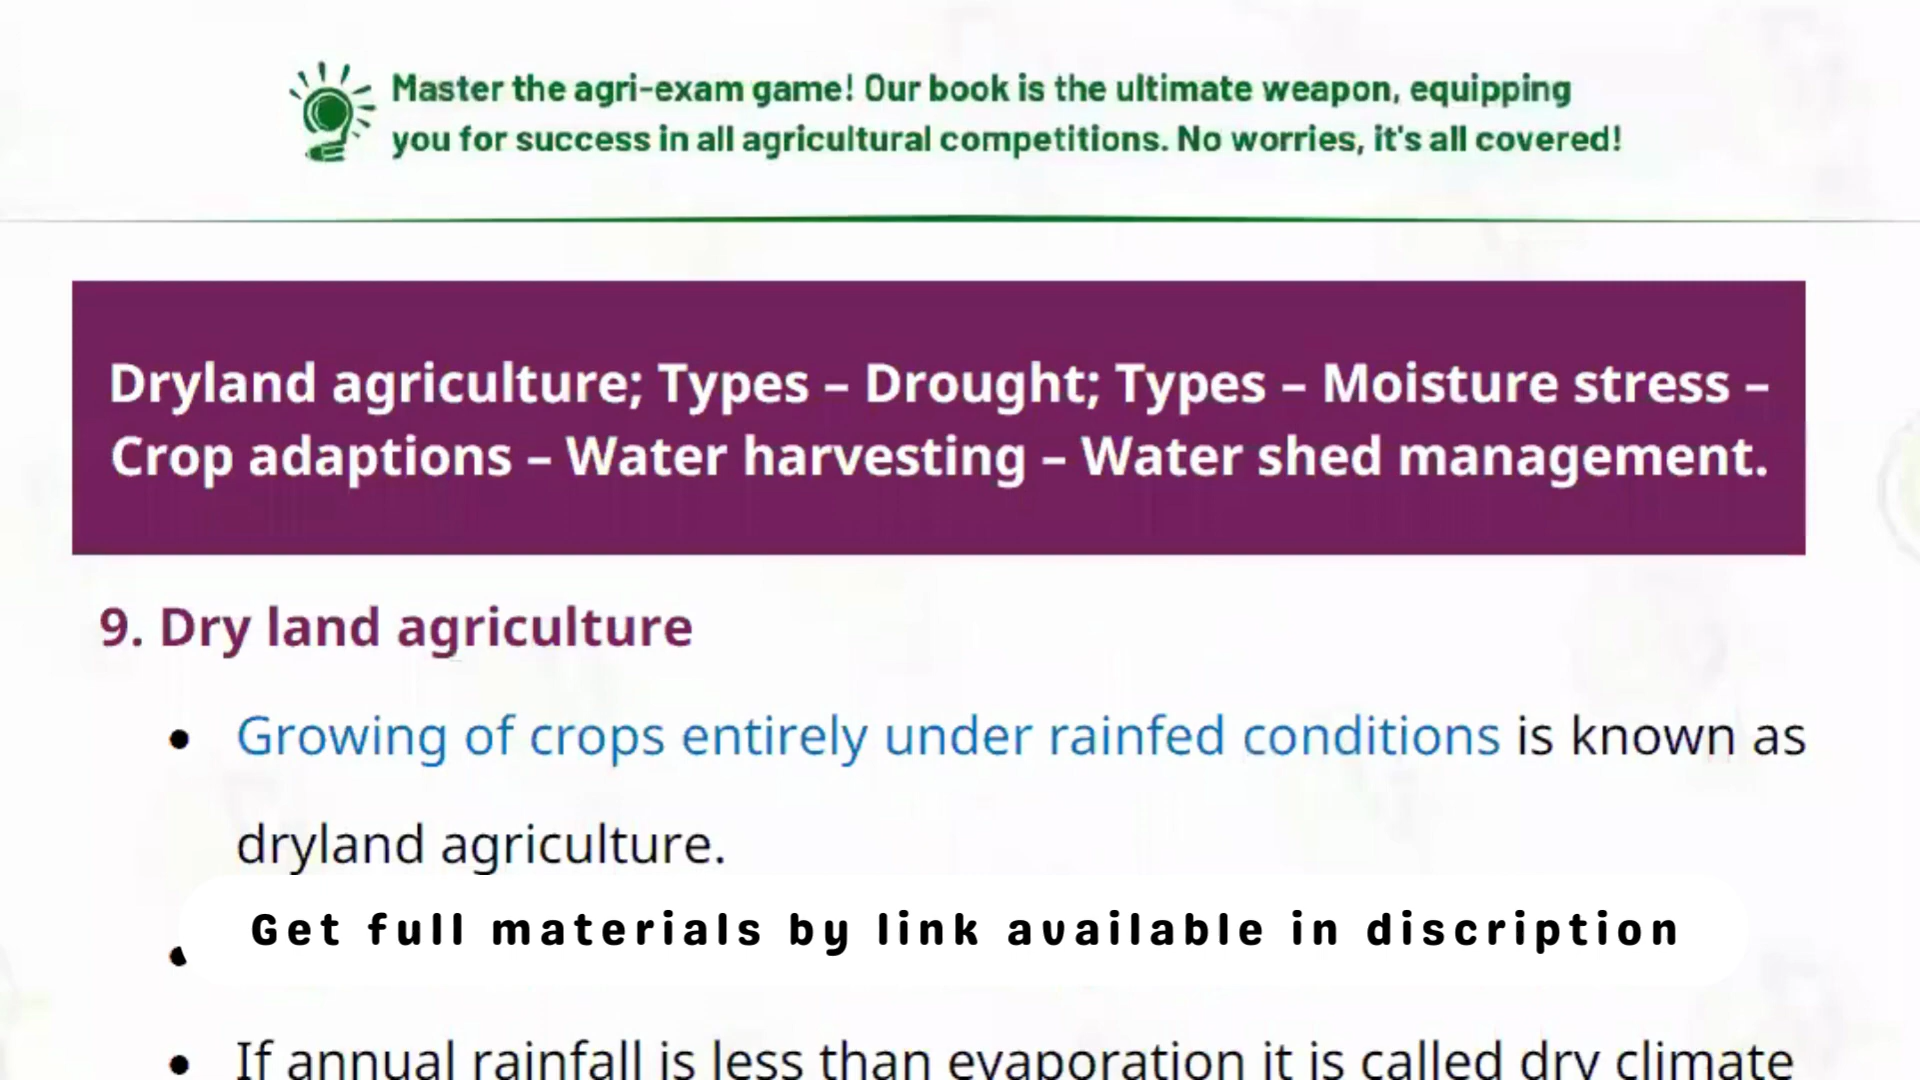 Master the agri-exam game! Our book is the ultimate weapon, equipping
you for success in all agricultural competitions. No worries, it's all covered!
Dryland agriculture; Types – Drought; Types – Moisture stress –
Crop adaptions – Water harvesting – Water shed management.
9. Dry land agriculture
• Growing of crops entirely under rainfed conditions is known as
dryland agriculture.
Get full materials by link available in discription
• If annual rainfall is less than evaporation it is called dry climate